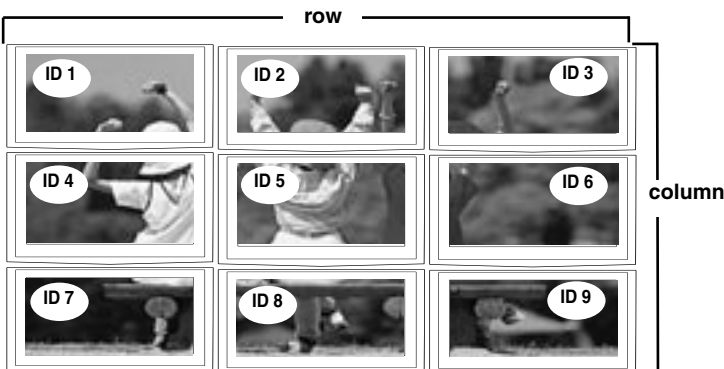 row
ID 1
ID 2
ID 3
ID 4
ID 5
ID 6
column
ID 7
ID 8
ID 9